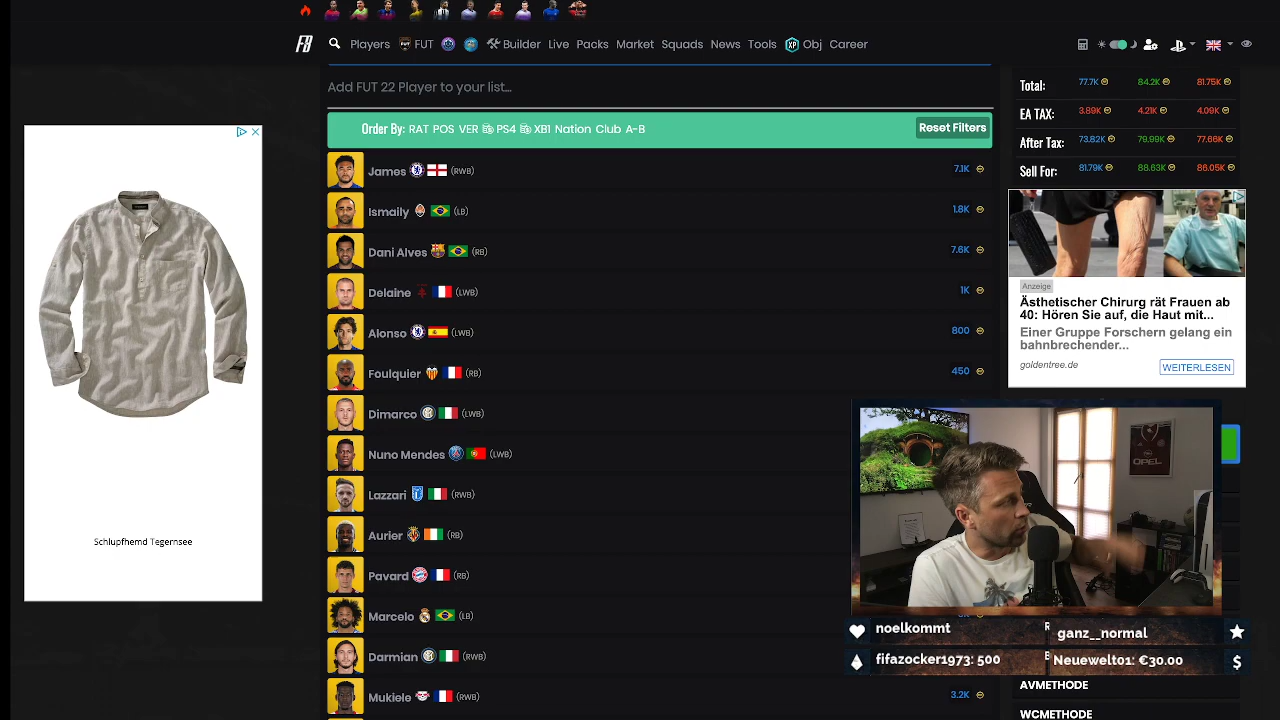 F8 Players FUT Builder Live Packs Market Squads News Tools XP Obj Career
Add FUT 22 Player to your list...
Order By: RAT POS VER PS4 XB1 Nation Club A-B
Reset Filters
James (RWB) 7.1K
Ismaily (LB) 1.8K
Dani Alves (RB) 7.6K
Delaine (LWB) 1K
Alonso (LWB) 800
Foulquier (RB) 450
Dimarco (LWB)
Nuno Mendes (LWB)
Lazzari (RWB)
Aurier (RB)
Pavard (RB)
Marcelo (LB)
Darmian (RWB)
Mukiele (RWB) 3.2K
Schlupfhemd Tegernsee
Total: 77.7K 84.2K 81.75K
EA TAX: 3.89K 4.21K 4.09K
After Tax: 73.82K 79.99K 77.66K
Sell For: 81.79K 88.63K 86.05K
Anzeige
Ästhetischer Chirurg rät Frauen ab
40: Hören Sie auf, die Haut mit...
Einer Gruppe Forschern gelang ein
bahnbrechender...
goldentree.de
WEITERLESEN
OPEL
noelkommt
ganz__normal
fifazocker1973: 500
Neuewelt01: €30.00
$
AVMETHODE
WCMETHODE